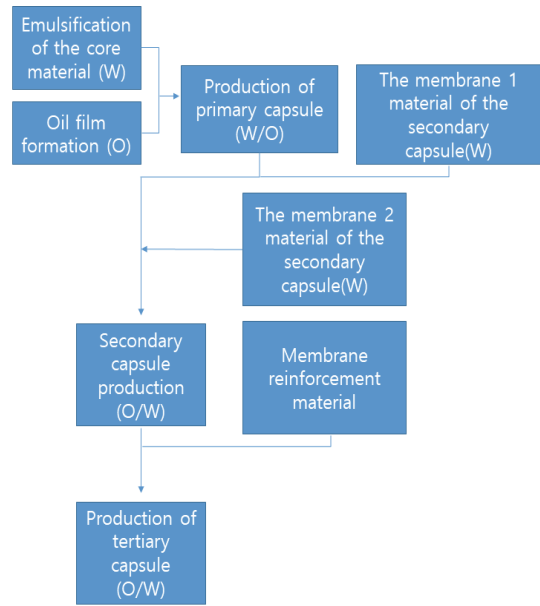 Emulsification
of the core
material (W)
Oil film
formation (O)
Production of
primary capsule
(W/O)
The membrane 1
material of the
secondary
capsule(W)
The membrane 2
material of the
secondary
capsule(W)
Secondary
capsule
production
(O/W)
Membrane
reinforcement
material
Production of
tertiary
capsule
(O/W)